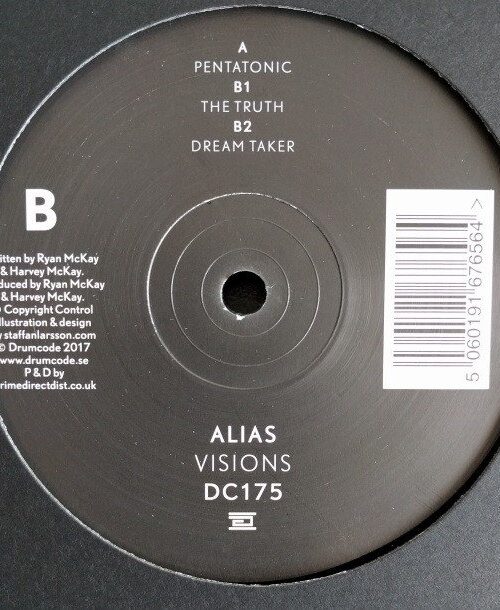 A
PENTATONIC
B1
THE TRUTH
B2
DREAM TAKER
B
itten by Ryan McKay
& Harvey McKay.
duced by Ryan McKay
& Harvey McKay.
Copyright Control
llustration & design
staffanlarsson.com
© Drumcode 2017
www.drumcode.se
P & D by
rimedirectdist.co.uk
5 060191 676564 >
ALIAS
VISIONS
DC175